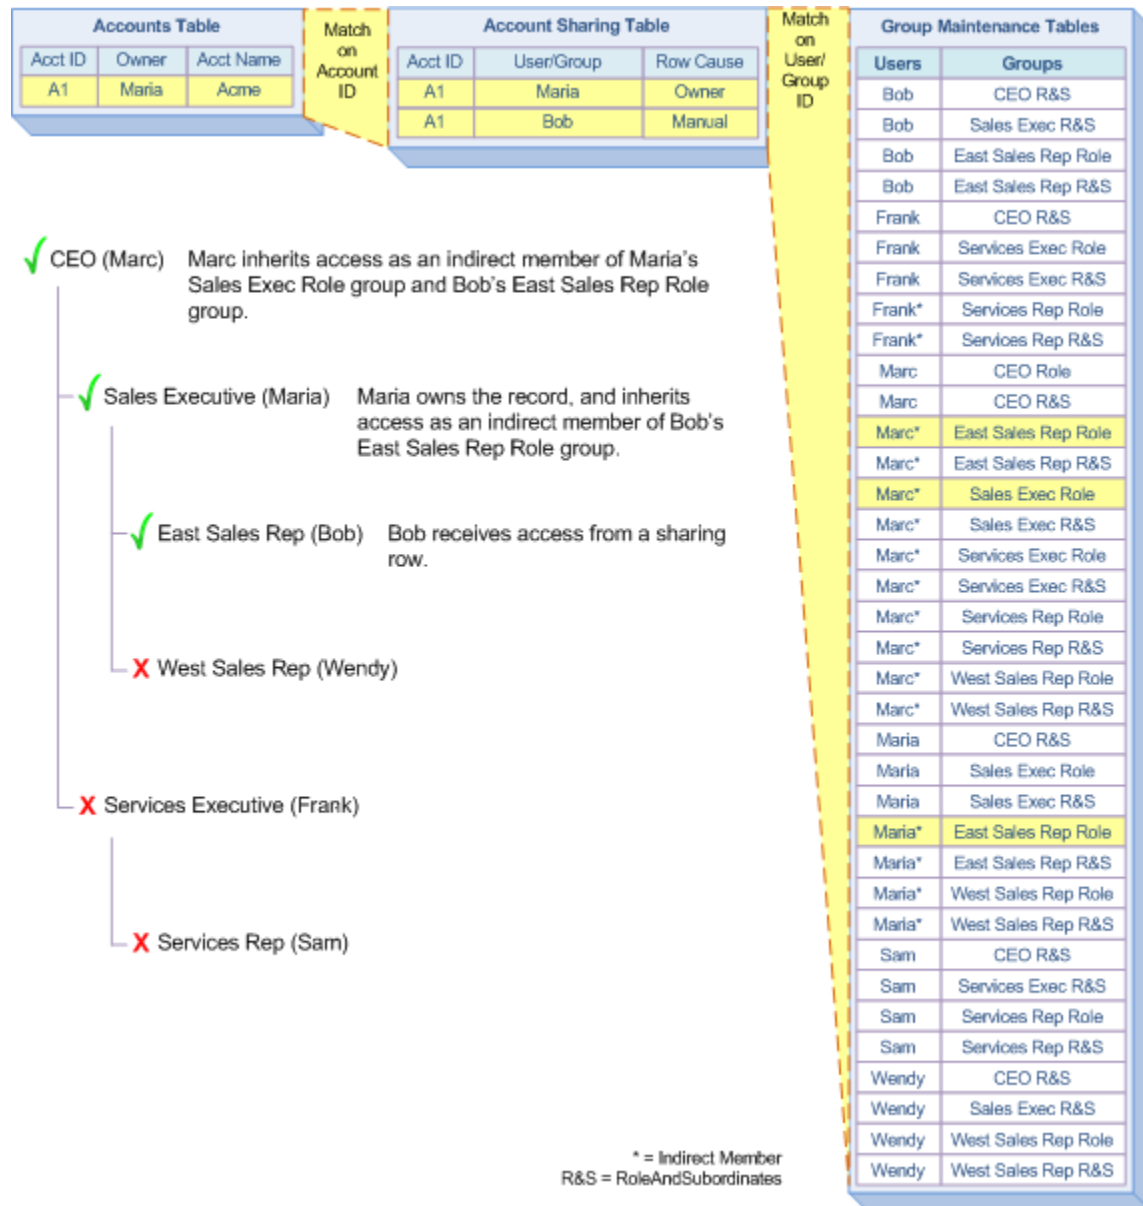 Accounts Table
Acct ID Owner Acct Name
A1 Maria Acme
Match
on
Account
ID
Account Sharing Table
Acct ID User/Group Row Cause
A1 Maria Owner
A1 Bob Manual
Match
on
User/
Group
ID
Group Maintenance Tables
Users Groups
Bob CEO R&S
Bob Sales Exec R&S
Bob East Sales Rep Role
Bob East Sales Rep R&S
Frank CEO R&S
Frank Services Exec Role
Frank Services Exec R&S
Frank* Services Rep Role
Frank* Services Rep R&S
Marc CEO Role
Marc CEO R&S
Marc* East Sales Rep Role
Marc* East Sales Rep R&S
Marc* Sales Exec Role
Marc* Sales Exec R&S
Marc* Services Exec Role
Marc* Services Exec R&S
Marc* Services Rep Role
Marc* Services Rep R&S
Marc* West Sales Rep Role
Marc* West Sales Rep R&S
Maria CEO R&S
Maria Sales Exec Role
Maria Sales Exec R&S
Maria* East Sales Rep Role
Maria* East Sales Rep R&S
Maria* West Sales Rep Role
Maria* West Sales Rep R&S
Sam CEO R&S
Sam Services Exec R&S
Sam Services Rep Role
Sam Services Rep R&S
Wendy CEO R&S
Wendy Sales Exec R&S
Wendy West Sales Rep Role
Wendy West Sales Rep R&S
CEO (Marc)
Marc inherits access as an indirect member of Maria's
Sales Exec Role group and Bob's East Sales Rep Role
group.
Sales Executive (Maria)
Maria owns the record, and inherits
access as an indirect member of Bob's
East Sales Rep Role group.
East Sales Rep (Bob)
Bob receives access from a sharing
row.
X West Sales Rep (Wendy)
X Services Executive (Frank)
X Services Rep (Sam)
* = Indirect Member
R&S = RoleAndSubordinates